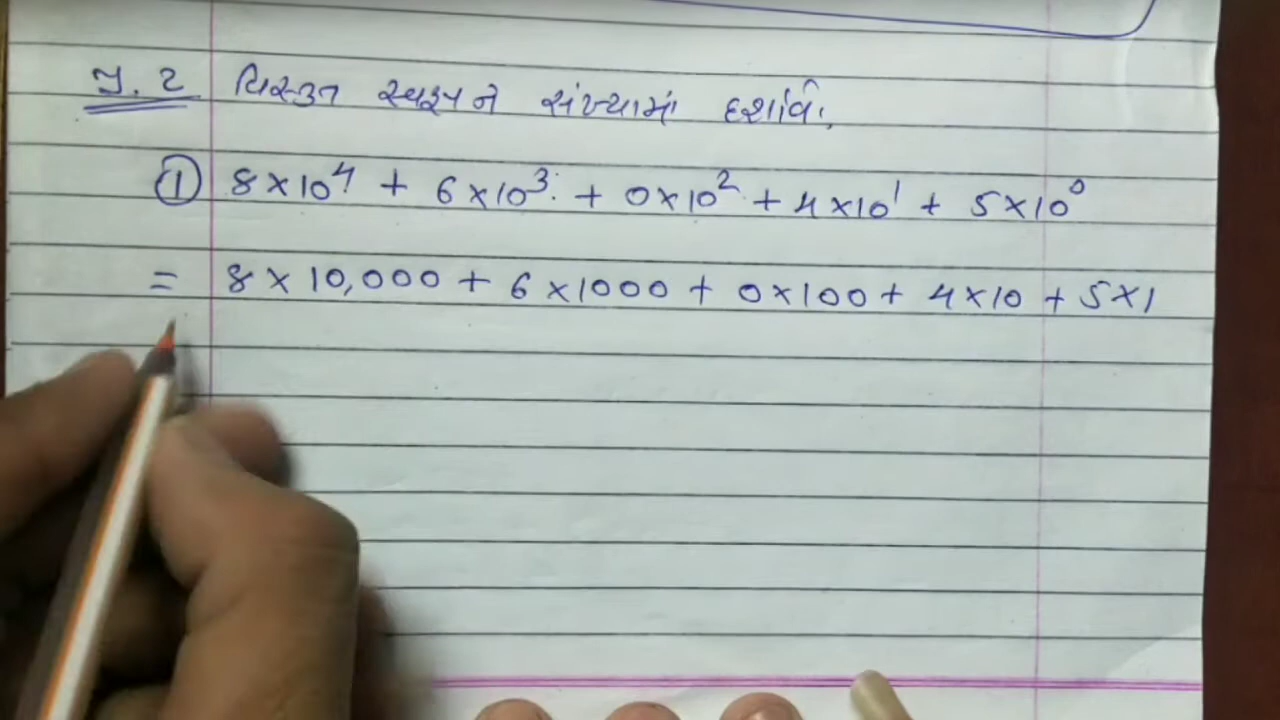 પ્ર. 2 વિસ્તૃત સ્વરૂપને સંખ્યામાં દર્શાવો.
① 8×10⁴ + 6×10³ + 0×10² + 4×10¹ + 5×10⁰
= 8 × 10,000 + 6 ×1000 + 0×100 + 4×10 + 5×1